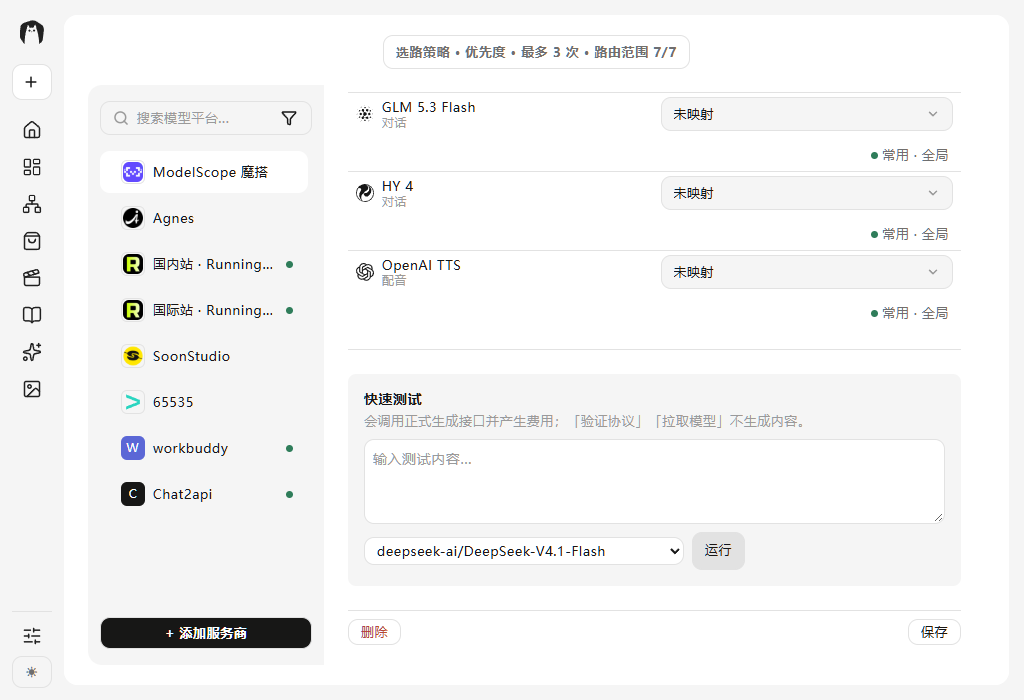 选路策略 • 优先度 • 最多 3 次 • 路由范围 7/7
搜索模型平台...
ModelScope 魔搭
Agnes
国内站 · Running...
国际站 · Running...
SoonStudio
65535
W workbuddy
C Chat2api
+ 添加服务商
GLM 5.3 Flash
对话
未映射
常用 · 全局
HY 4
对话
未映射
常用 · 全局
OpenAI TTS
配音
未映射
常用 · 全局
快速测试
会调用正式生成接口并产生费用；「验证协议」「拉取模型」不生成内容。
输入测试内容...
deepseek-ai/DeepSeek-V4.1-Flash
运行
删除
保存